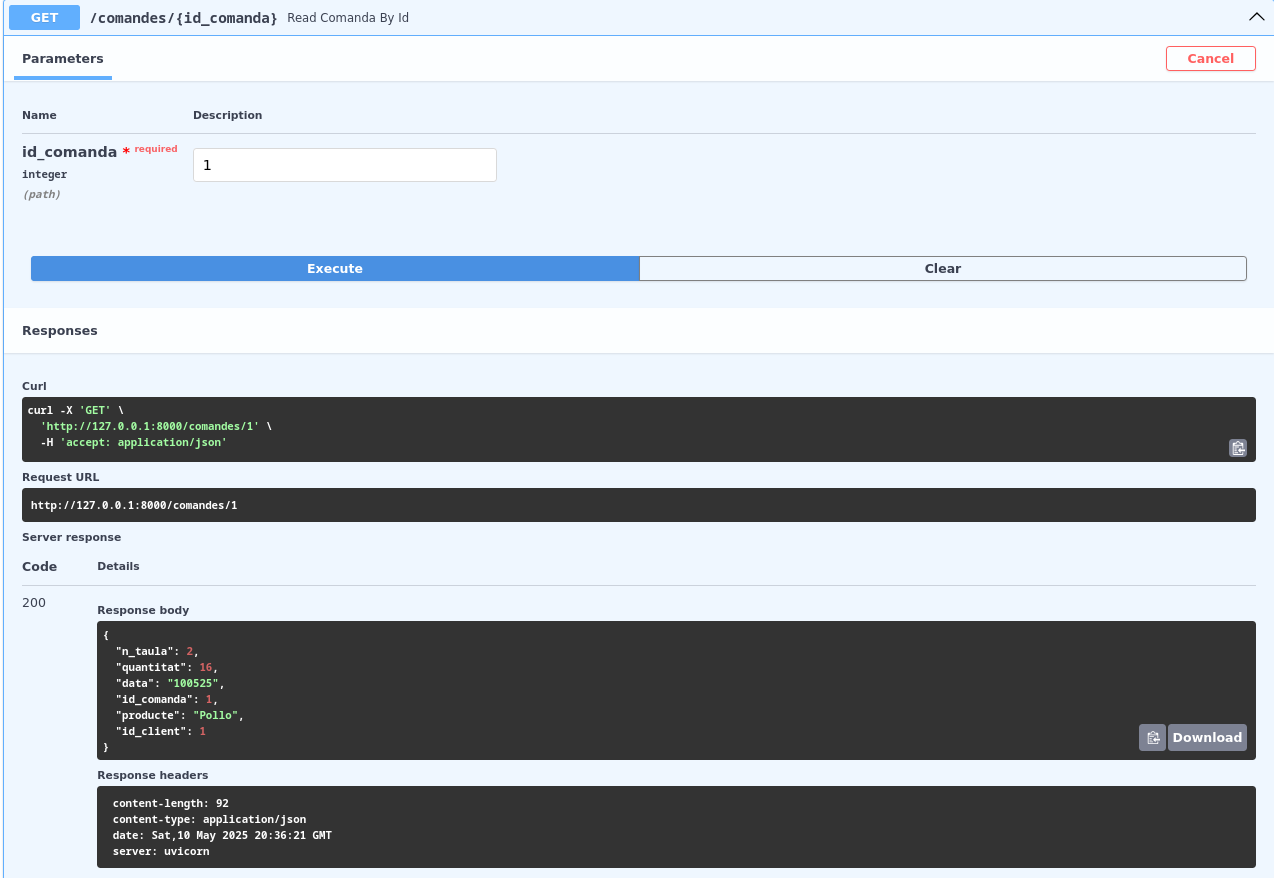 GET /comandes/{id_comanda} Read Comanda By Id
Parameters
Cancel
Name Description
id_comanda * required
integer
(path)
1
Execute Clear
Responses
Curl
curl -X 'GET' \
  'http://127.0.0.1:8000/comandes/1' \
  -H 'accept: application/json'
Request URL
http://127.0.0.1:8000/comandes/1
Server response
Code Details
200
Response body
{
  "n_taula": 2,
  "quantitat": 16,
  "data": "100525",
  "id_comanda": 1,
  "producte": "Pollo",
  "id_client": 1
}
Download
Response headers
content-length: 92
content-type: application/json
date: Sat,10 May 2025 20:36:21 GMT
server: uvicorn